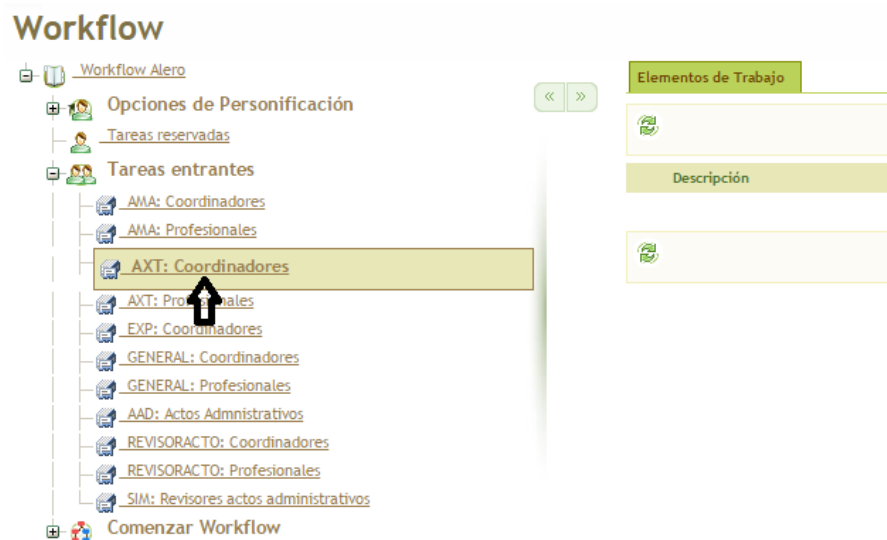 Workflow
Workflow Alero
Opciones de Personificación
Tareas reservadas
Tareas entrantes
AMA: Coordinadores
AMA: Profesionales
AXT: Coordinadores
AXT: Profesionales
EXP: Coordinadores
GENERAL: Coordinadores
GENERAL: Profesionales
AAD: Actos Admnistrativos
REVISORACTO: Coordinadores
REVISORACTO: Profesionales
SIM: Revisores actos administrativos
Comenzar Workflow
« »
Elementos de Trabajo
Descripción